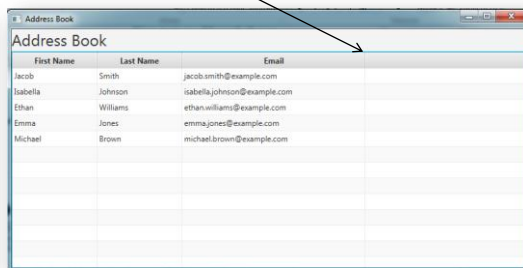 Address Book
Address Book
First Name Last Name Email
Jacob Smith jacob.smith@example.com
Isabella Johnson isabella.johnson@example.com
Ethan Williams ethan.williams@example.com
Emma Jones emma.jones@example.com
Michael Brown michael.brown@example.com